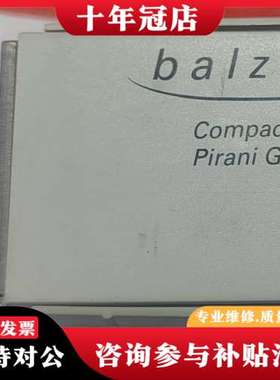 十年冠店
balz
Compac
Pirani G
专业维修.质
发票
对公
咨询参与补贴